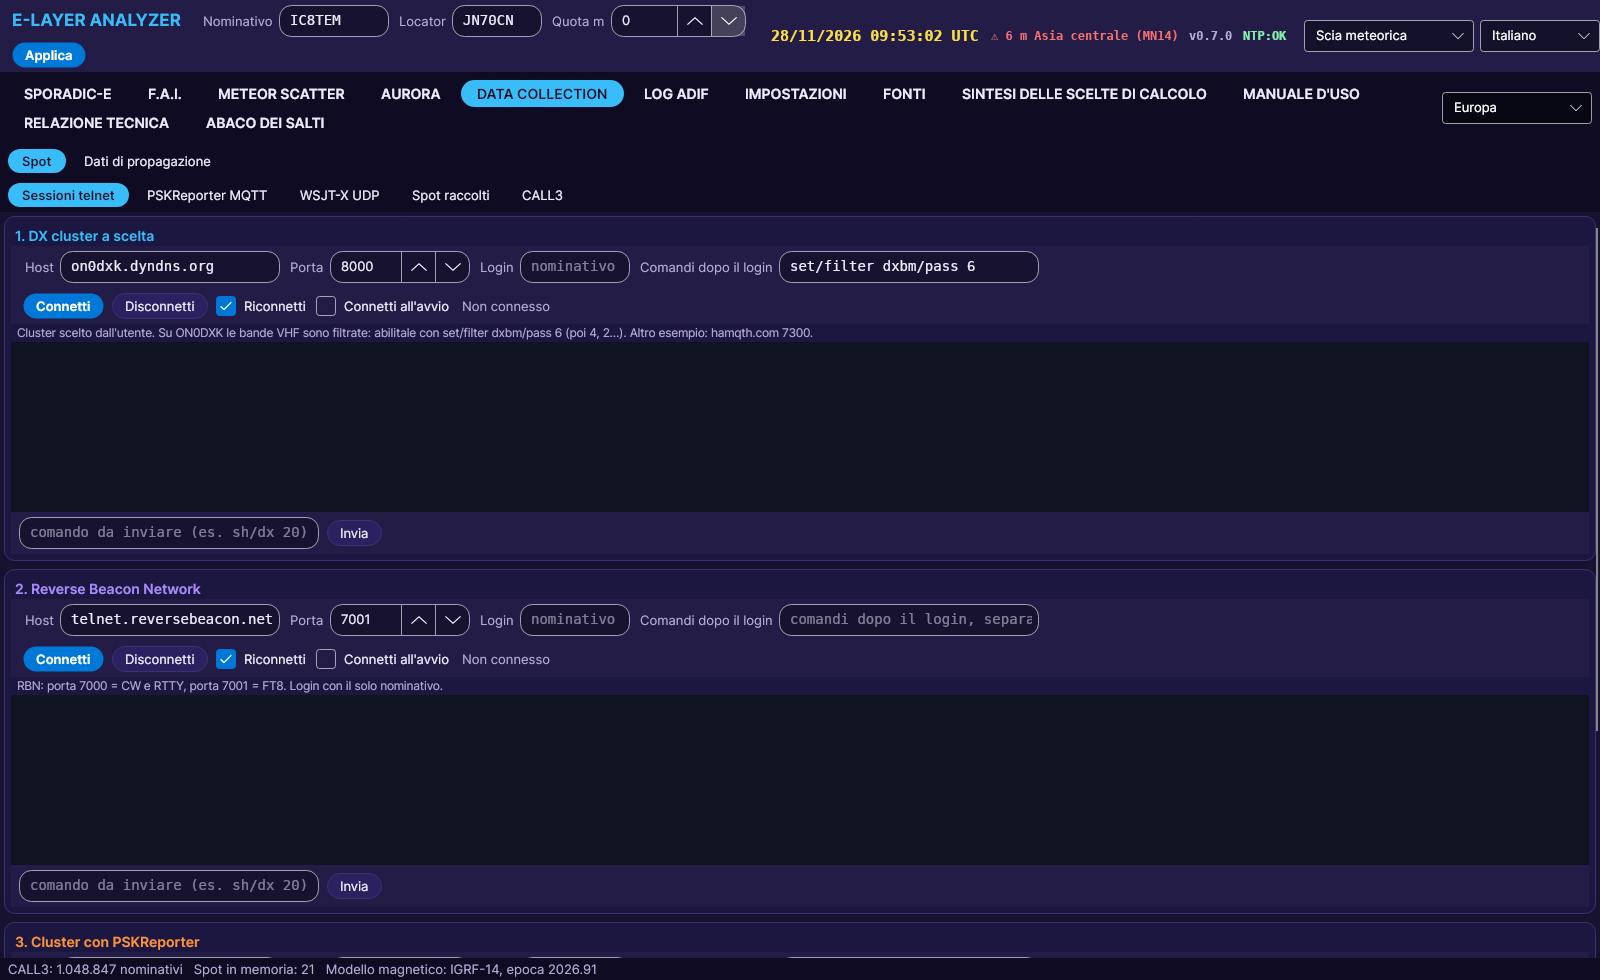 E-LAYER ANALYZER Nominativo IC8TEM Locator JN70CN Quota m 0
28/11/2026 09:53:02 UTC ⚠ 6 m Asia centrale (MN14) v0.7.0 NTP:OK Scia meteorica Italiano
Applica
SPORADIC-E F.A.I. METEOR SCATTER AURORA DATA COLLECTION LOG ADIF IMPOSTAZIONI FONTI SINTESI DELLE SCELTE DI CALCOLO MANUALE D'USO
Europa
RELAZIONE TECNICA ABACO DEI SALTI
Spot Dati di propagazione
Sessioni telnet PSKReporter MQTT WSJT-X UDP Spot raccolti CALL3
1. DX cluster a scelta
Host on0dxk.dyndns.org Porta 8000 Login nominativo Comandi dopo il login set/filter dxbm/pass 6
Connetti Disconnetti Riconnetti Connetti all'avvio Non connesso
Cluster scelto dall'utente. Su ON0DXK le bande VHF sono filtrate: abilitale con set/filter dxbm/pass 6 (poi 4, 2...). Altro esempio: hamqth.com 7300.
comando da inviare (es. sh/dx 20) Invia
2. Reverse Beacon Network
Host telnet.reversebeacon.net Porta 7001 Login nominativo Comandi dopo il login comandi dopo il login, separa
Connetti Disconnetti Riconnetti Connetti all'avvio Non connesso
RBN: porta 7000 = CW e RTTY, porta 7001 = FT8. Login con il solo nominativo.
comando da inviare (es. sh/dx 20) Invia
3. Cluster con PSKReporter
CALL3: 1.048.847 nominativi Spot in memoria: 21 Modello magnetico: IGRF-14, epoca 2026.91